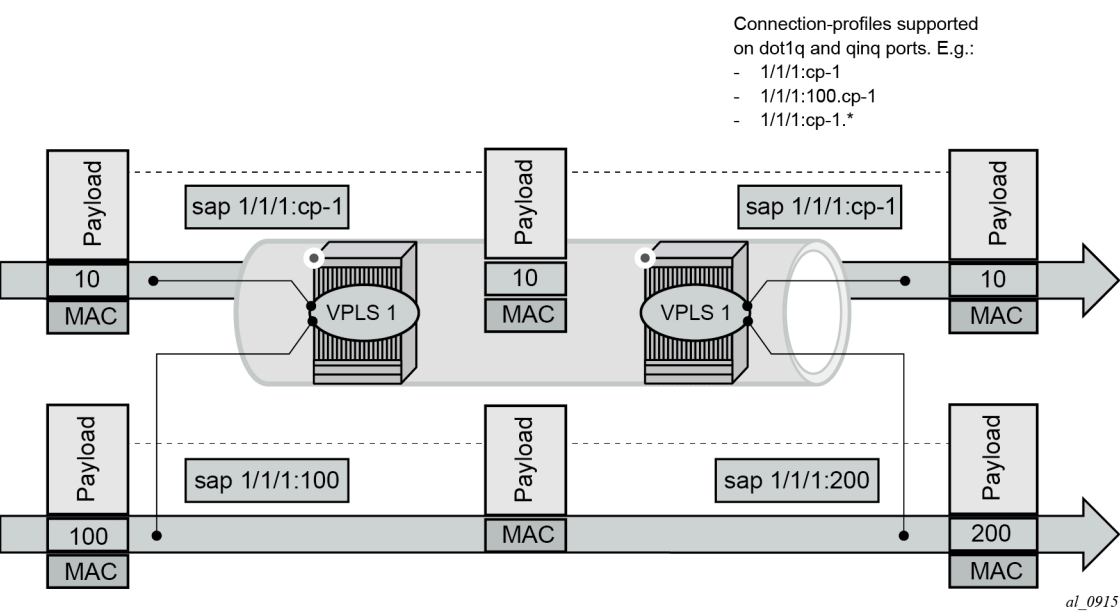 Connection-profiles supported
on dot1q and qinq ports. E.g.:
- 1/1/1:cp-1
- 1/1/1:100.cp-1
- 1/1/1:cp-1.*
Payload
10
MAC
sap 1/1/1:cp-1
VPLS 1
Payload
10
MAC
VPLS 1
sap 1/1/1:cp-1
Payload
10
MAC
Payload
100
MAC
sap 1/1/1:100
Payload
MAC
sap 1/1/1:200
Payload
200
MAC
al_0915